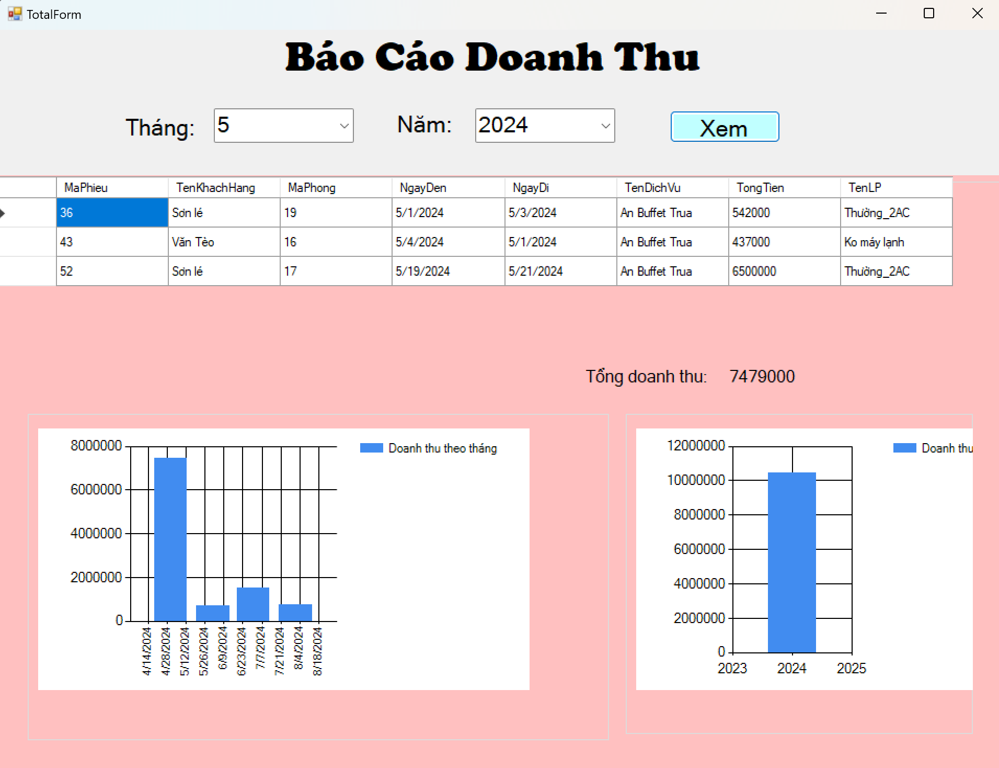 TotalForm
Báo Cáo Doanh Thu
Tháng: 5 Năm: 2024 Xem
MaPhieu TenKhachHang MaPhong NgayDen NgayDi TenDichVu TongTien TenLP
36 Sơn lé 19 5/1/2024 5/3/2024 An Buffet Trua 542000 Thường_2AC
43 Văn Tèo 16 5/4/2024 5/1/2024 An Buffet Trua 437000 Ko máy lạnh
52 Sơn lé 17 5/19/2024 5/21/2024 An Buffet Trua 6500000 Thường_2AC
Tổng doanh thu: 7479000
Doanh thu theo tháng
8000000
6000000
4000000
2000000
0
4/14/2024 4/28/2024 5/12/2024 5/26/2024 6/9/2024 6/23/2024 7/7/2024 7/21/2024 8/4/2024 8/18/2024
Doanh thu
12000000
10000000
8000000
6000000
4000000
2000000
0
2023 2024 2025